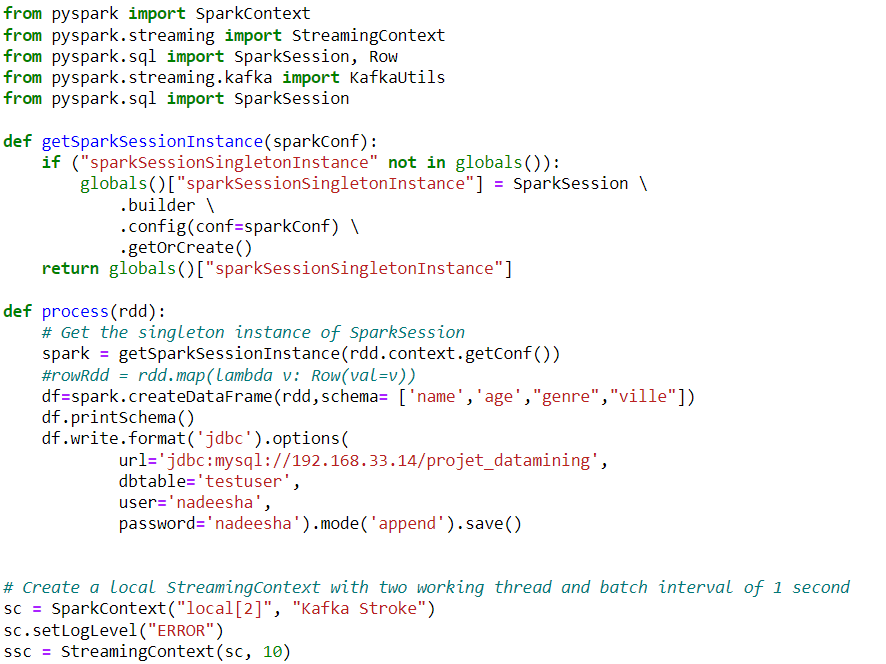 from pyspark import SparkContext
from pyspark.streaming import StreamingContext
from pyspark.sql import SparkSession, Row
from pyspark.streaming.kafka import KafkaUtils
from pyspark.sql import SparkSession

def getSparkSessionInstance(sparkConf):
    if ("sparkSessionSingletonInstance" not in globals()):
        globals()["sparkSessionSingletonInstance"] = SparkSession \
            .builder \
            .config(conf=sparkConf) \
            .getOrCreate()
    return globals()["sparkSessionSingletonInstance"]

def process(rdd):
    # Get the singleton instance of SparkSession
    spark = getSparkSessionInstance(rdd.context.getConf())
    #rowRdd = rdd.map(lambda v: Row(val=v))
    df=spark.createDataFrame(rdd,schema= ['name','age',"genre","ville"])
    df.printSchema()
    df.write.format('jdbc').options(
            url='jdbc:mysql://192.168.33.14/projet_datamining',
            dbtable='testuser',
            user='nadeesha',
            password='nadeesha').mode('append').save()


# Create a local StreamingContext with two working thread and batch interval of 1 second
sc = SparkContext("local[2]", "Kafka Stroke")
sc.setLogLevel("ERROR")
ssc = StreamingContext(sc, 10)